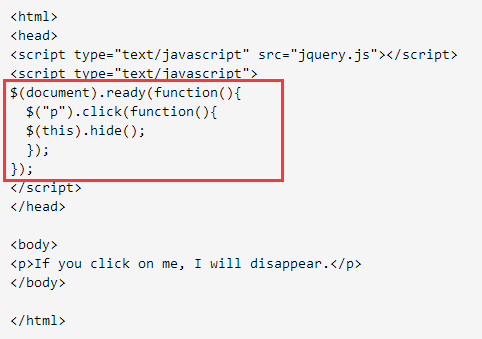 <html>
<head>
<script type="text/javascript" src="jquery.js"></script>
<script type="text/javascript">
$(document).ready(function(){
  $("p").click(function(){
  $(this).hide();
  });
});
</script>
</head>

<body>
<p>If you click on me, I will disappear.</p>
</body>

</html>